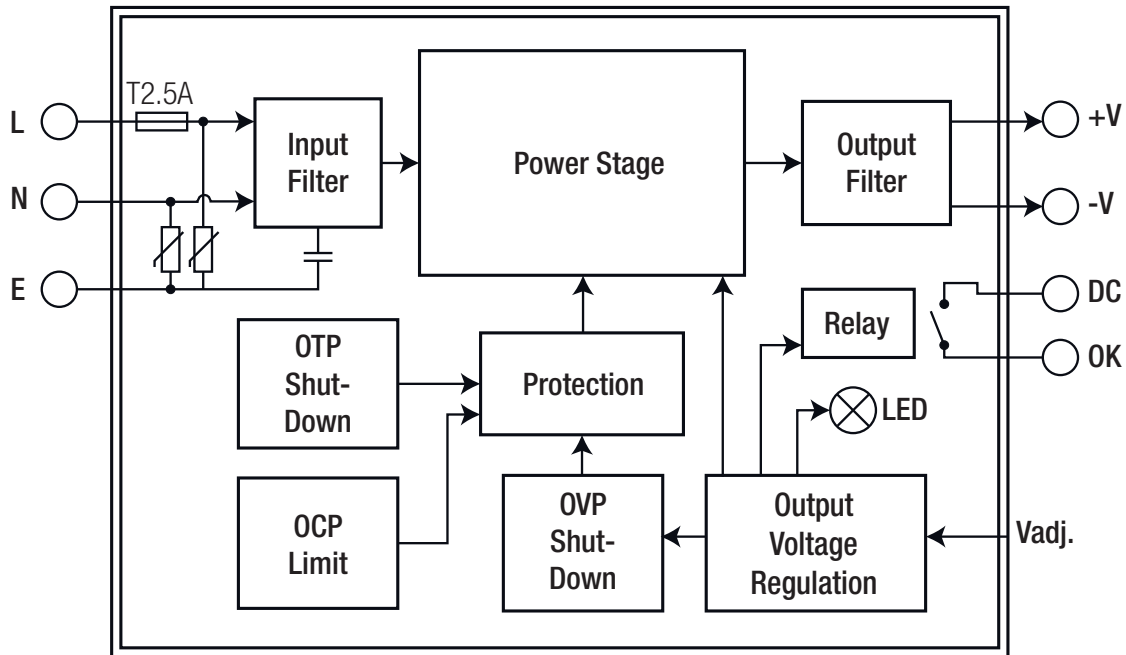 T2.5A
L
N
E
Input
Filter
Power Stage
Output
Filter
+V
-V
DC
OK
Relay
LED
OTP
Shut-
Down
Protection
OCP
Limit
OVP
Shut-
Down
Output
Voltage
Regulation
Vadj.